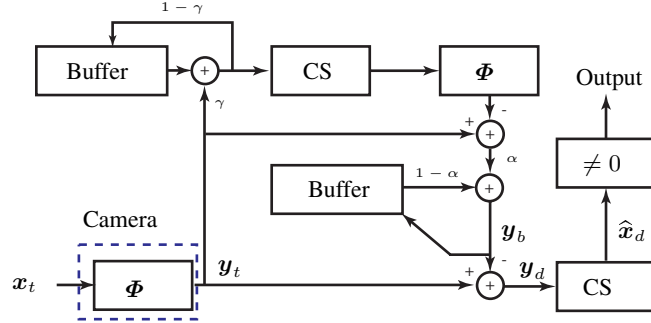 1 − γ
Buffer
+
CS
Φ
γ
-
Output
+
+
α
≠ 0
Buffer
1 − α
+
Camera
y_b
x̂_d
x_t
Φ
y_t
+
-
+
y_d
CS